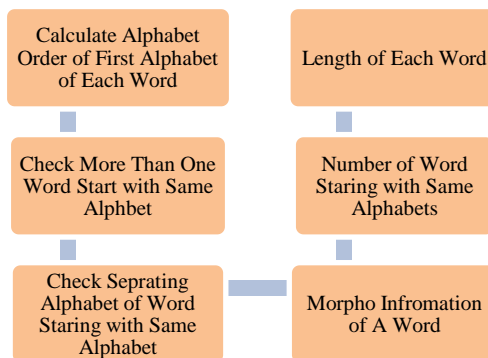 Calculate Alphabet
Order of First Alphabet
of Each Word
Check More Than One
Word Start with Same
Alphbet
Check Seprating
Alphabet of Word
Staring with Same
Alphabet
Morpho Infromation
of A Word
Number of Word
Staring with Same
Alphabets
Length of Each Word